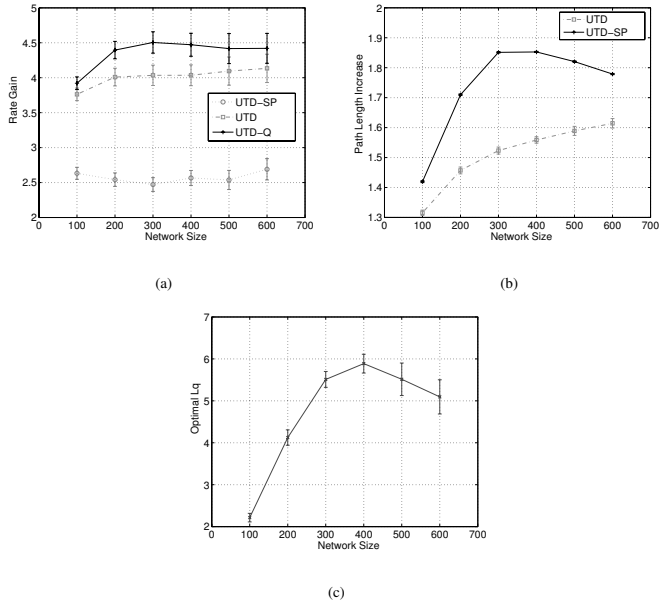 5
4.5
4
3.5
3
2.5
2
0 100 200 300 400 500 600 700
Rate Gain
Network Size
UTD-SP
UTD
UTD-Q
(a)
2
1.9
1.8
1.7
1.6
1.5
1.4
1.3
0 100 200 300 400 500 600 700
Path Length Increase
Network Size
UTD
UTD-SP
(b)
7
6
5
4
3
2
0 100 200 300 400 500 600 700
Optimal Lq
Network Size
(c)